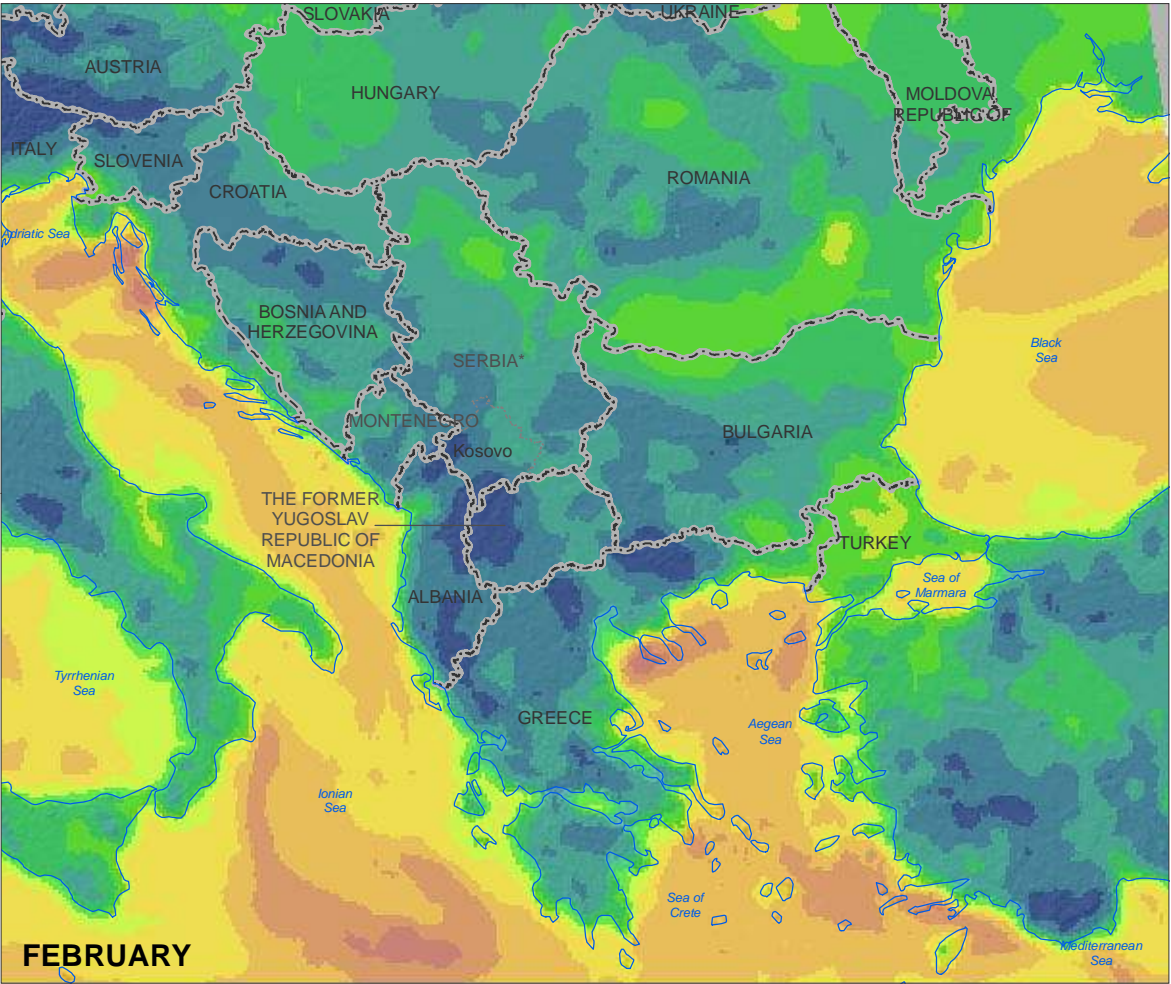 SLOVAKIA
UKRAINE
AUSTRIA
HUNGARY
MOLDOVA
REPUBLIC OF
ITALY
SLOVENIA
CROATIA
ROMANIA
Adriatic Sea
BOSNIA AND
HERZEGOVINA
SERBIA*
Black
Sea
MONTENEGRO
Kosovo
BULGARIA
THE FORMER
YUGOSLAV
REPUBLIC OF
MACEDONIA
TURKEY
ALBANIA
Sea of
Marmara
Tyrrhenian
Sea
GREECE
Aegean
Sea
Ionian
Sea
Sea of
Crete
FEBRUARY
Mediterranean
Sea